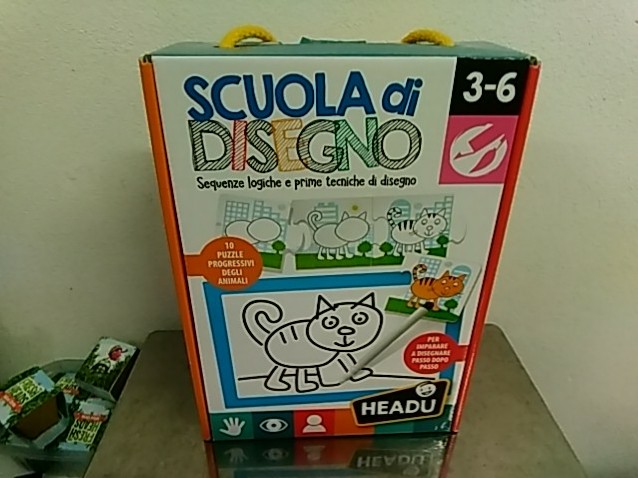 SCUOLA di
3-6
DISEGNO
Sequenze logiche e prime tecniche di disegno
10
PUZZLE
PROGRESSIVI
DEGLI
ANIMALI
PER
IMPARARE
A DISEGNARE
PASSO DOPO
PASSO
HEADU